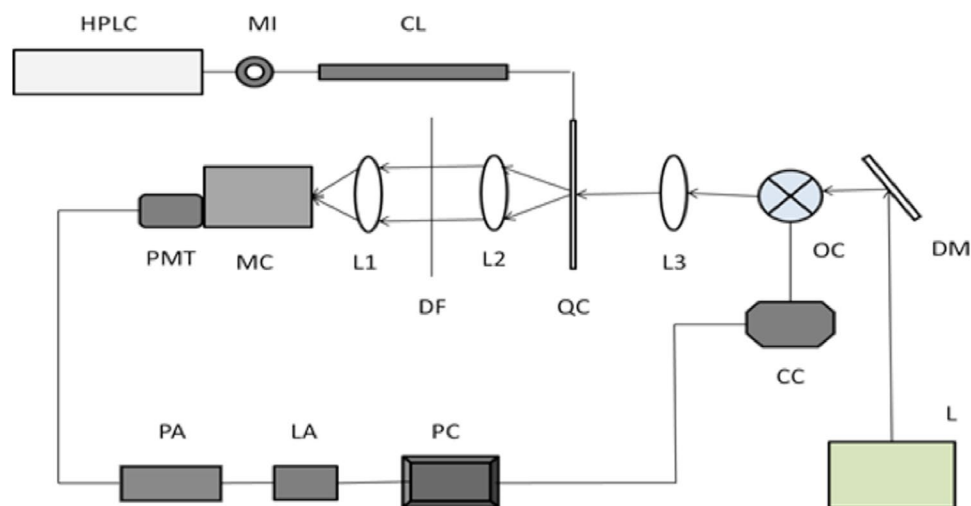 HPLC MI CL
PMT MC L1 L2 L3 OC DM
DF QC
CC
PA LA PC L